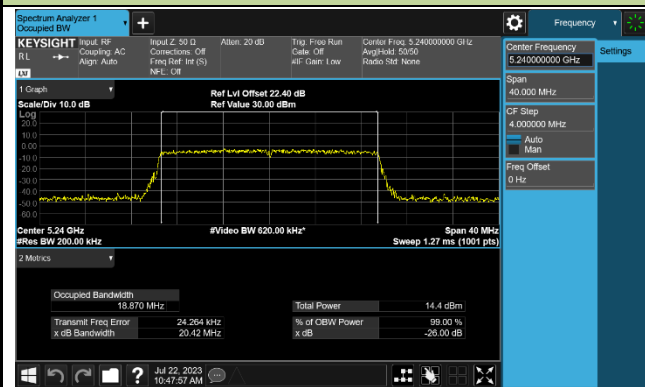 Spectrum Analyzer 1
Occupied BW
Frequency
KEYSIGHT
RL
LXI
Input: RF
Coupling: AC
Align: Auto
Input Z: 50 Ω
Corrections: Off
Freq Ref: Int (S)
NFE: Off
Atten: 20 dB
Trig: Free Run
Gate: Off
#IF Gain: Low
Center Freq: 5.240000000 GHz
Avg|Hold: 50/50
Radio Std: None
Center Frequency
5.240000000 GHz
Settings
Span
40.000 MHz
CF Step
4.000000 MHz
Auto
Man
Freq Offset
0 Hz
1 Graph
Scale/Div 10.0 dB
Ref Lvl Offset 22.40 dB
Ref Value 30.00 dBm
Log
20.0
10.0
0.00
-10.0
-20.0
-30.0
-40.0
-50.0
-60.0
Center 5.24 GHz
#Video BW 620.00 kHz*
Span 40 MHz
#Res BW 200.00 kHz
Sweep 1.27 ms (1001 pts)
2 Metrics
Occupied Bandwidth
18.870 MHz
Total Power
14.4 dBm
Transmit Freq Error
24.264 kHz
% of OBW Power
99.00 %
x dB Bandwidth
20.42 MHz
x dB
-26.00 dB
?
Jul 22, 2023
10:47:57 AM